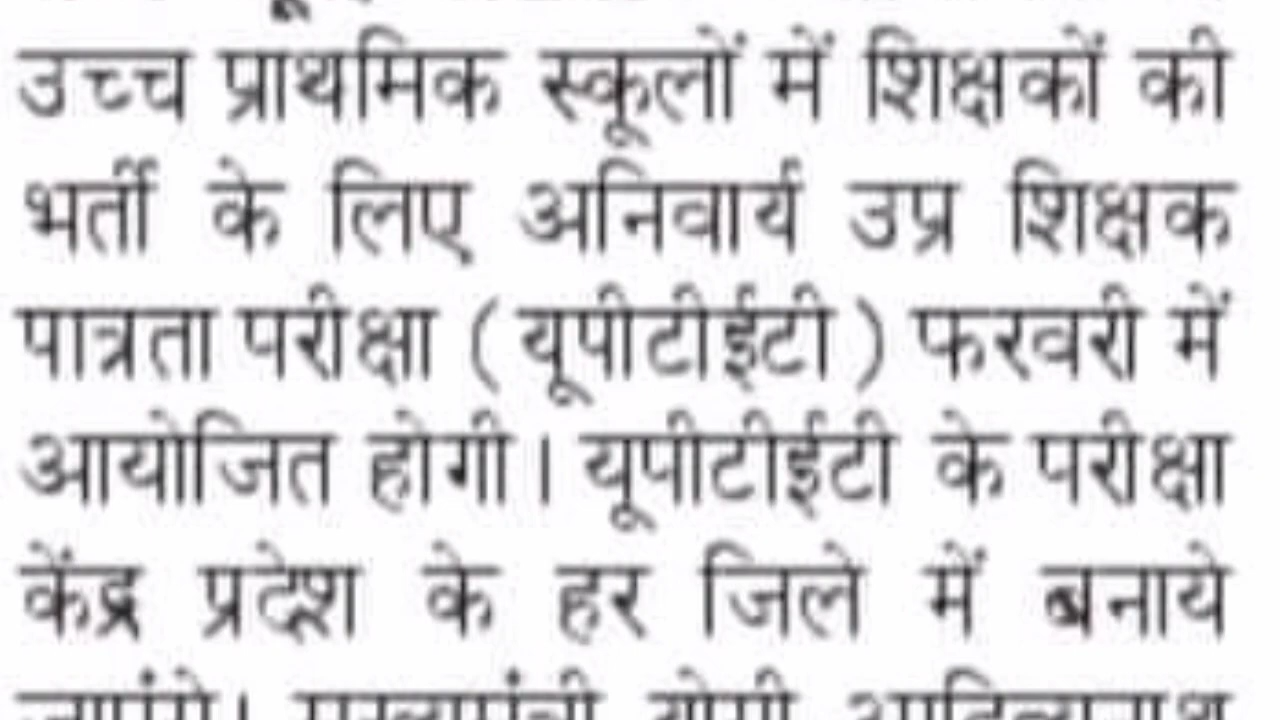 उच्च प्राथमिक स्कूलों में शिक्षकों की
भर्ती के लिए अनिवार्य उप्र शिक्षक
पात्रता परीक्षा (यूपीटीईटी) फरवरी में
आयोजित होगी। यूपीटीईटी के परीक्षा
केंद्र प्रदेश के हर जिले में बनाये